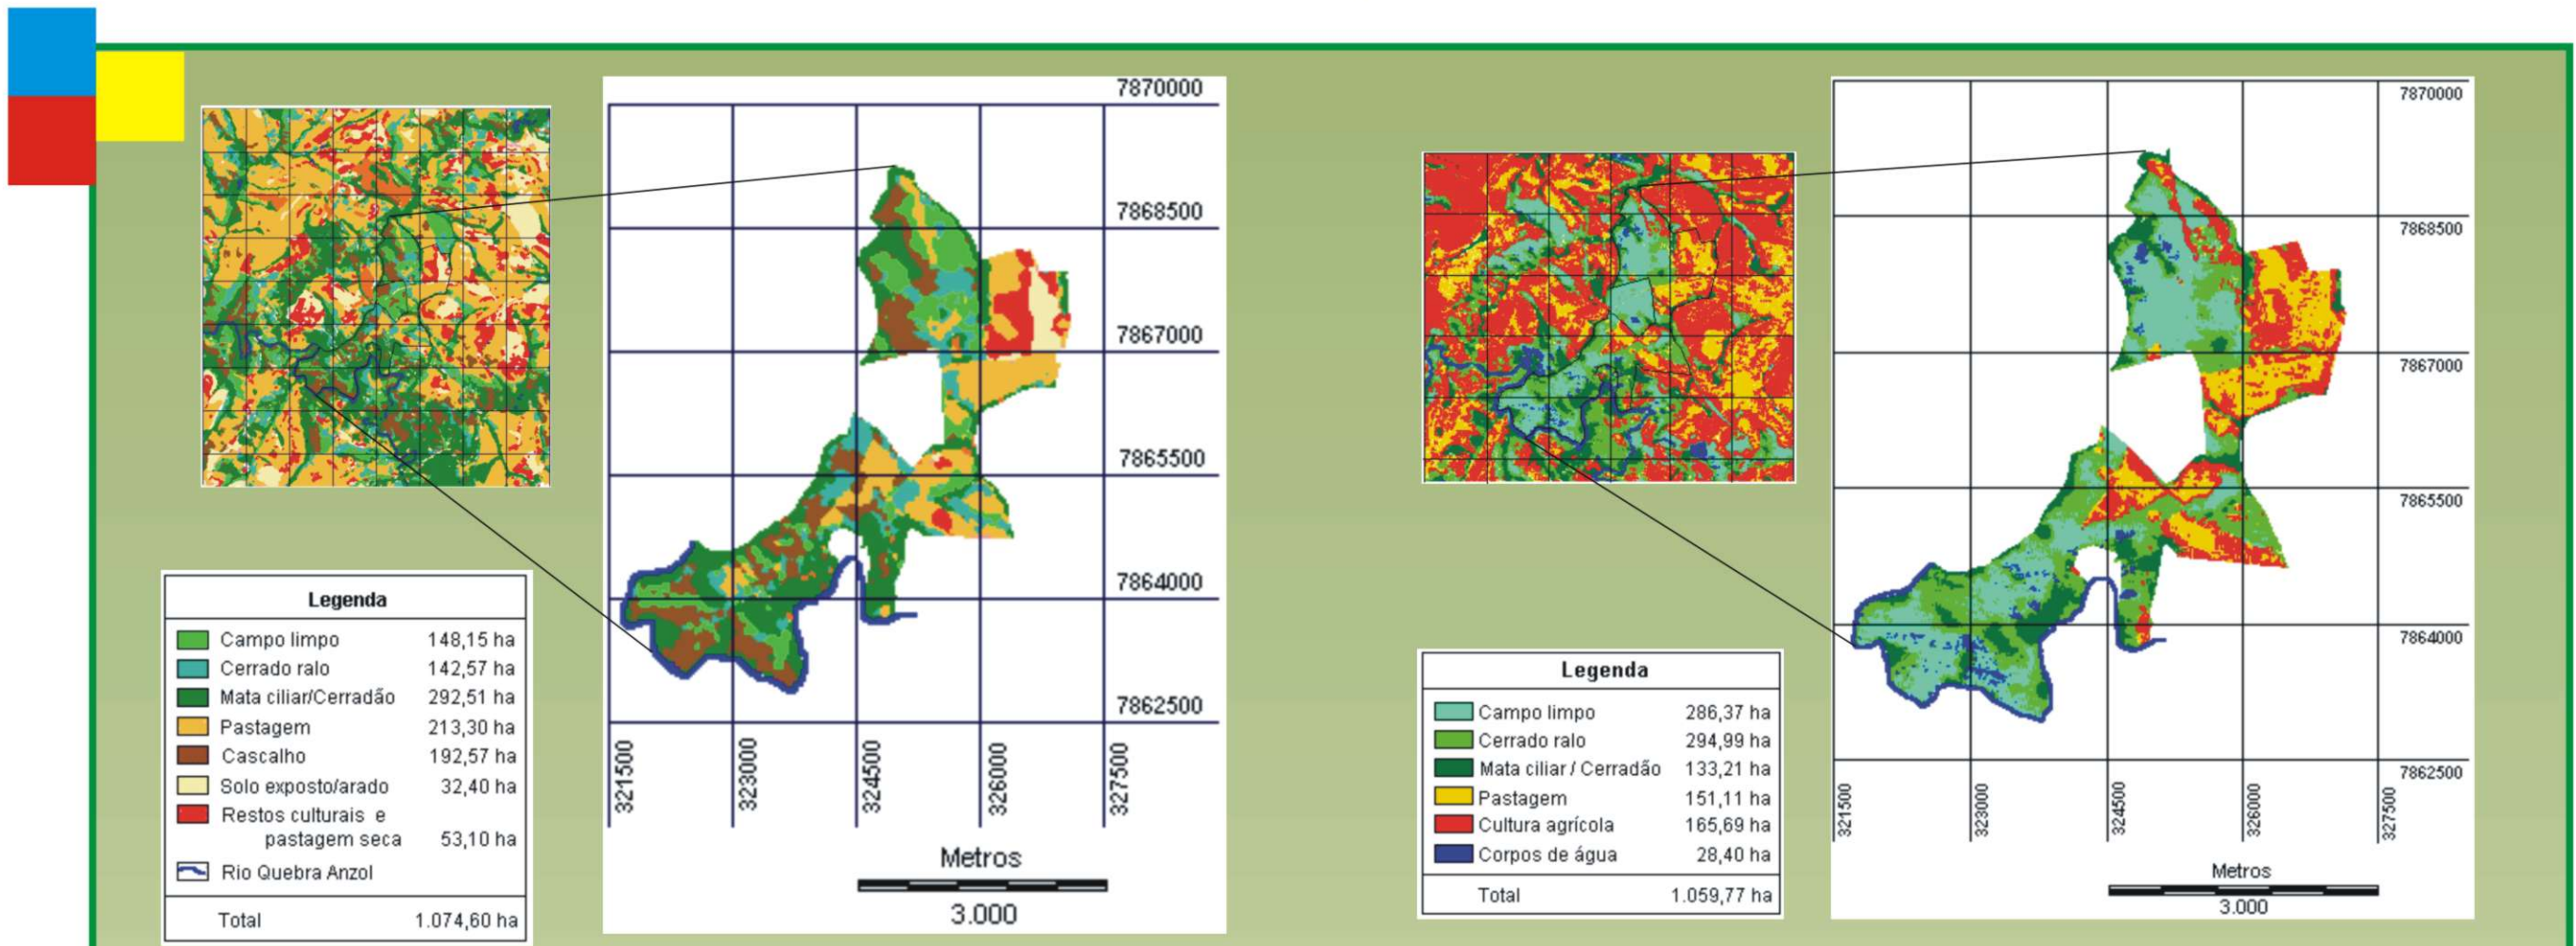 7870000
7868500
7867000
7865500
7864000
7862500
321500
323000
324500
326000
327500
Metros
3.000
Legenda
Campo limpo 148,15 ha
Cerrado ralo 142,57 ha
Mata ciliar/Cerradão 292,51 ha
Pastagem 213,30 ha
Cascalho 192,57 ha
Solo exposto/arado 32,40 ha
Restos culturais e
pastagem seca 53,10 ha
Rio Quebra Anzol
Total 1.074,60 ha
7870000
7868500
7867000
7865500
7864000
7862500
321500
323000
324500
326000
327500
Metros
3.000
Legenda
Campo limpo 286,37 ha
Cerrado ralo 294,99 ha
Mata ciliar / Cerradão 133,21 ha
Pastagem 151,11 ha
Cultura agrícola 165,69 ha
Corpos de água 28,40 ha
Total 1.059,77 ha